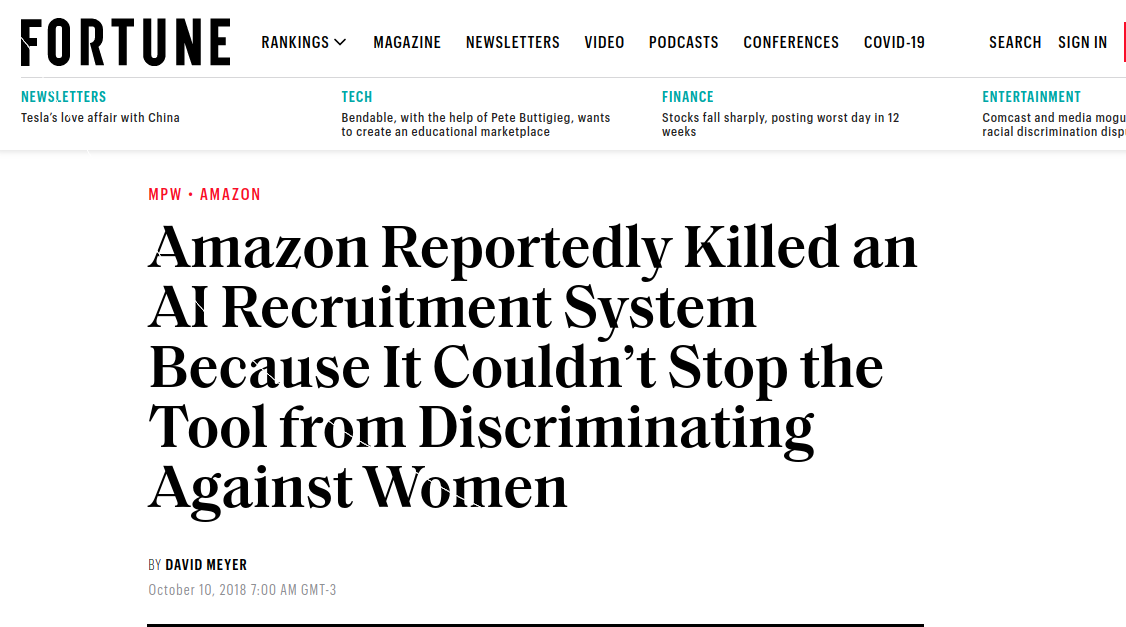 FORTUNE
RANKINGS MAGAZINE NEWSLETTERS VIDEO PODCASTS CONFERENCES COVID-19 SEARCH SIGN IN
NEWSLETTERS
Tesla's love affair with China
TECH
Bendable, with the help of Pete Buttigieg, wants
to create an educational marketplace
FINANCE
Stocks fall sharply, posting worst day in 12
weeks
ENTERTAINMENT
Comcast and media
racial discrimination
MPW • AMAZON
Amazon Reportedly Killed an
AI Recruitment System
Because It Couldn't Stop the
Tool from Discriminating
Against Women
BY DAVID MEYER
October 10, 2018 7:00 AM GMT-3